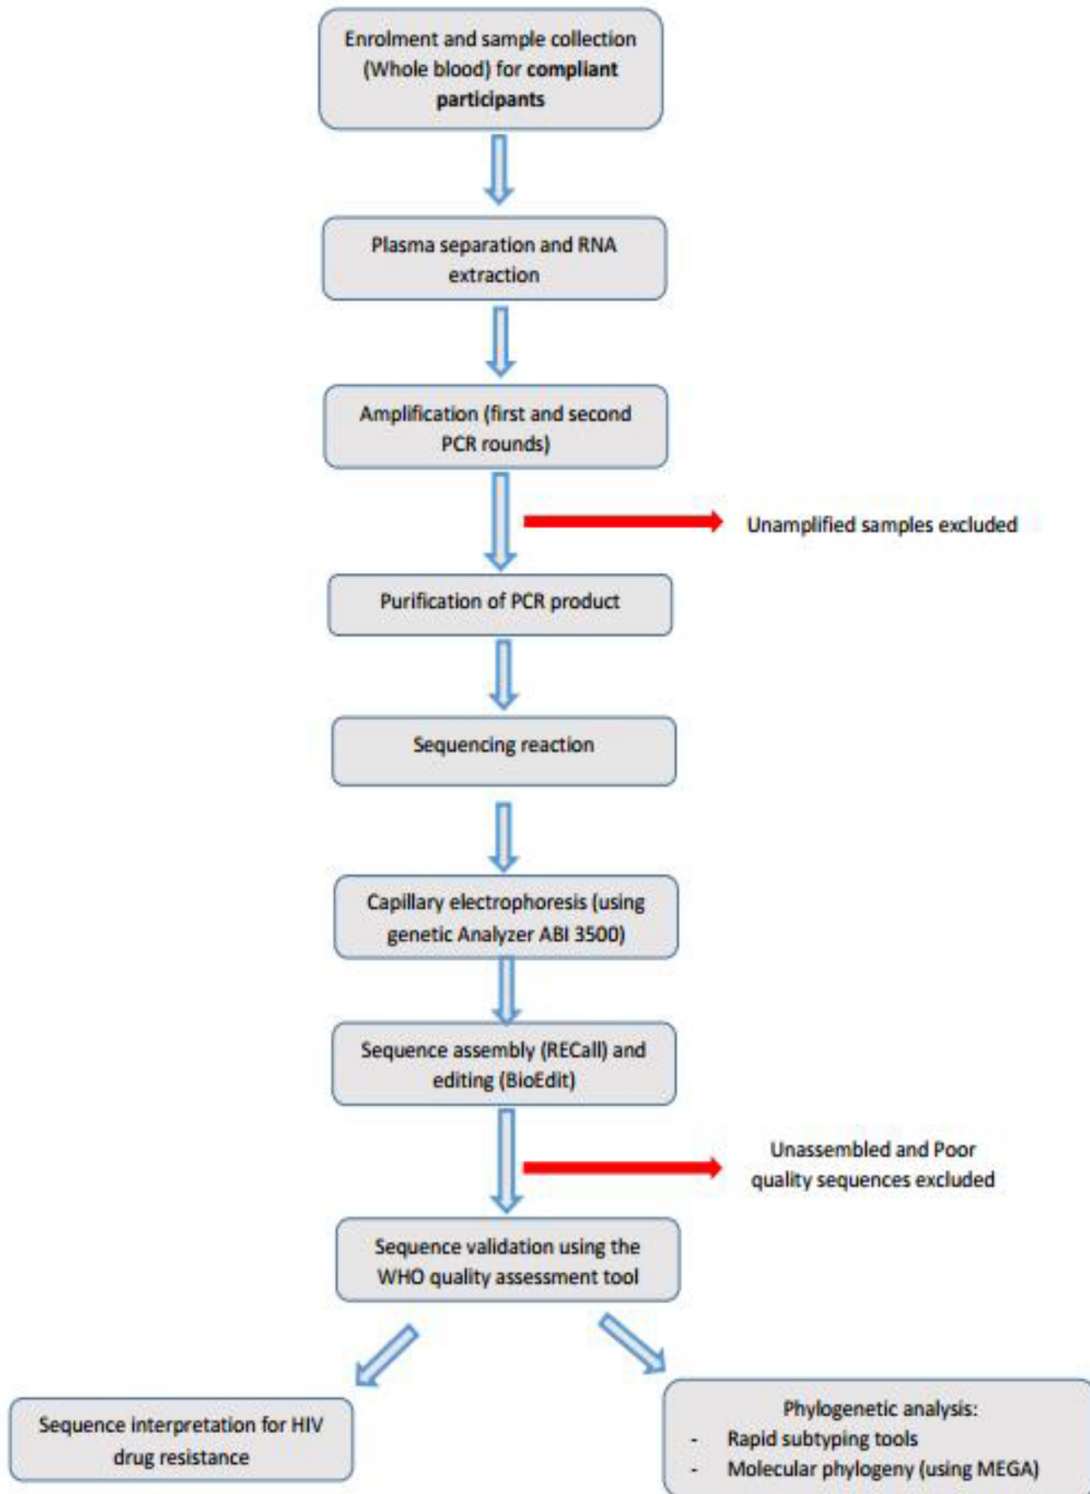 Enrolment and sample collection
(Whole blood) for compliant
participants
Plasma separation and RNA
extraction
Amplification (first and second
PCR rounds)
Unamplified samples excluded
Purification of PCR product
Sequencing reaction
Capillary electrophoresis (using
genetic Analyzer ABI 3500)
Sequence assembly (RECall) and
editing (BioEdit)
Unassembled and Poor
quality sequences excluded
Sequence validation using the
WHO quality assessment tool
Sequence interpretation for HIV
drug resistance
Phylogenetic analysis:
- Rapid subtyping tools
- Molecular phylogeny (using MEGA)